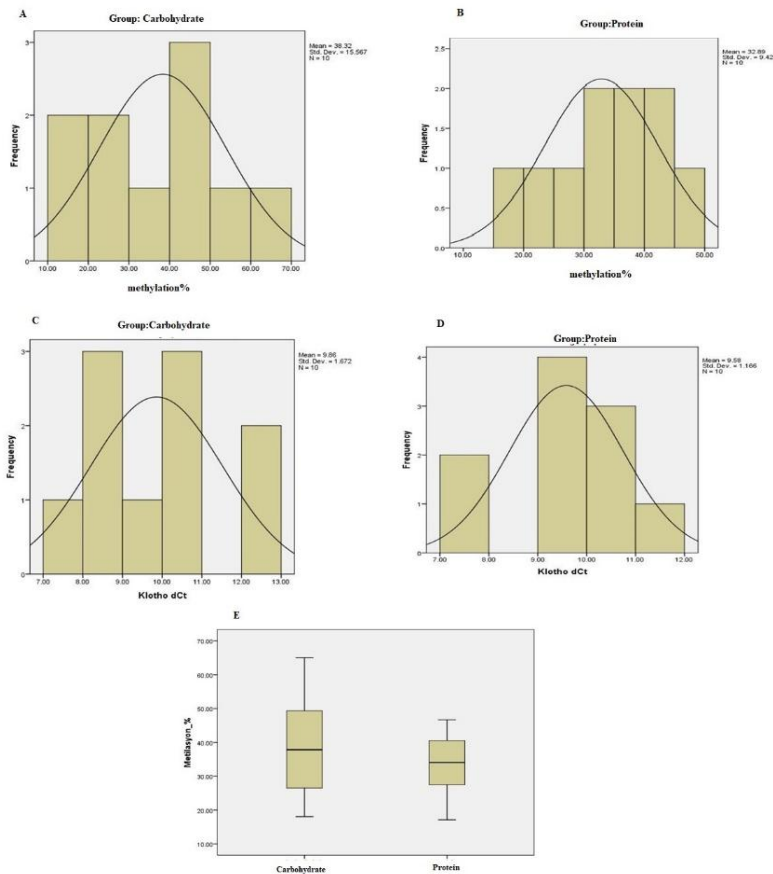 A
Group: Carbohydrate
Mean = 38.32
Std. Dev. = 15.567
N = 10
3
2
1
0
Frequency
10.00 20.00 30.00 40.00 50.00 60.00 70.00
methylation%
B
Group:Protein
Mean = 32.89
Std. Dev. = 9.42
N = 10
2.5
2.0
1.5
1.0
0.5
0.0
Frequency
10.00 20.00 30.00 40.00 50.00
methylation%
C
Group:Carbohydrate
Mean = 9.86
Std. Dev. = 1.672
N = 10
3
2
1
0
Frequency
7.00 8.00 9.00 10.00 11.00 12.00 13.00
Klotho dCt
D
Group:Protein
Mean = 9.58
Std. Dev. = 1.166
N = 10
4
3
2
1
0
Frequency
7.00 8.00 9.00 10.00 11.00 12.00
Klotho dCt
E
70.00
60.00
50.00
40.00
30.00
20.00
10.00
Metilasyon_%
Carbohydrate Protein